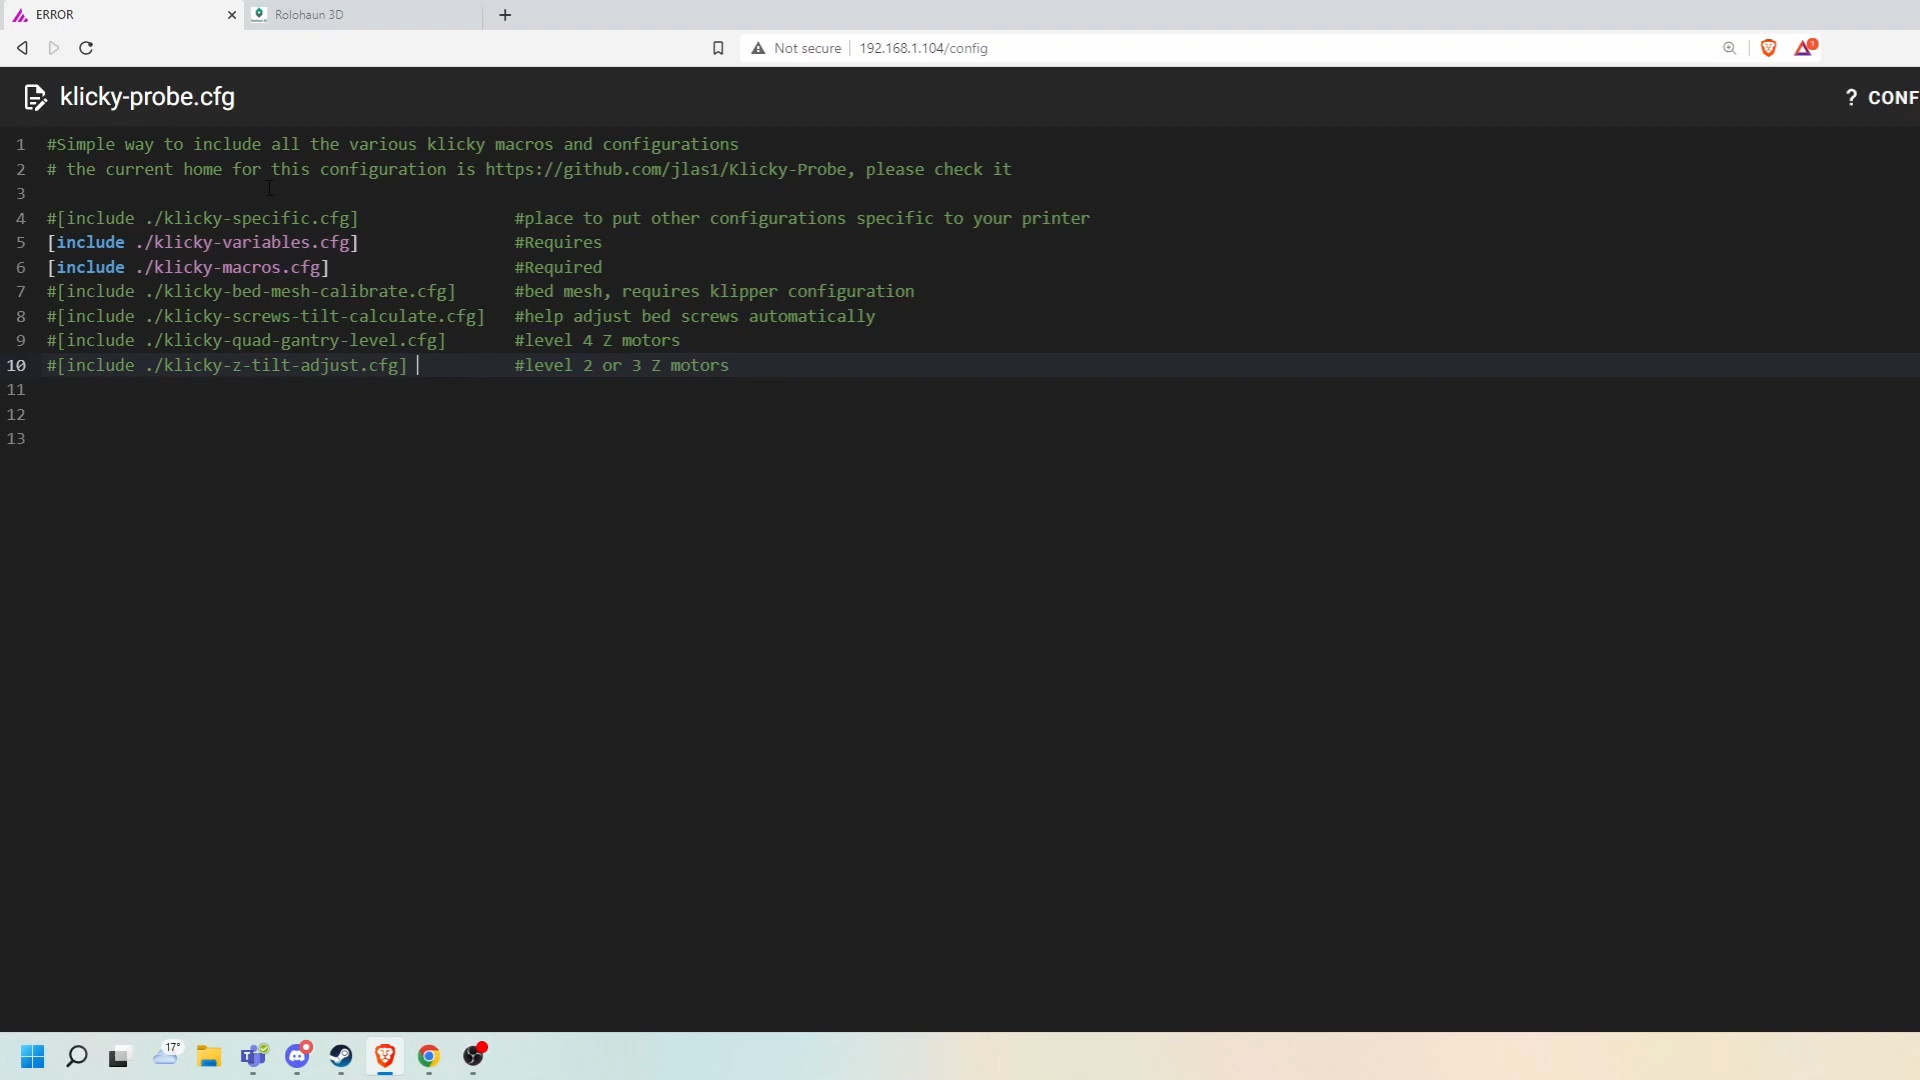 ERROR
Rolohaun 3D
Not secure 192.168.1.104/config
klicky-probe.cfg
? CONF
1 #Simple way to include all the various klicky macros and configurations
2 # the current home for this configuration is https://github.com/jlas1/Klicky-Probe, please check it
3
4 #[include ./klicky-specific.cfg] #place to put other configurations specific to your printer
5 [include ./klicky-variables.cfg] #Requires
6 [include ./klicky-macros.cfg] #Required
7 #[include ./klicky-bed-mesh-calibrate.cfg] #bed mesh, requires klipper configuration
8 #[include ./klicky-screws-tilt-calculate.cfg] #help adjust bed screws automatically
9 #[include ./klicky-quad-gantry-level.cfg] #level 4 Z motors
10 #[include ./klicky-z-tilt-adjust.cfg] #level 2 or 3 Z motors
11
12
13
17°